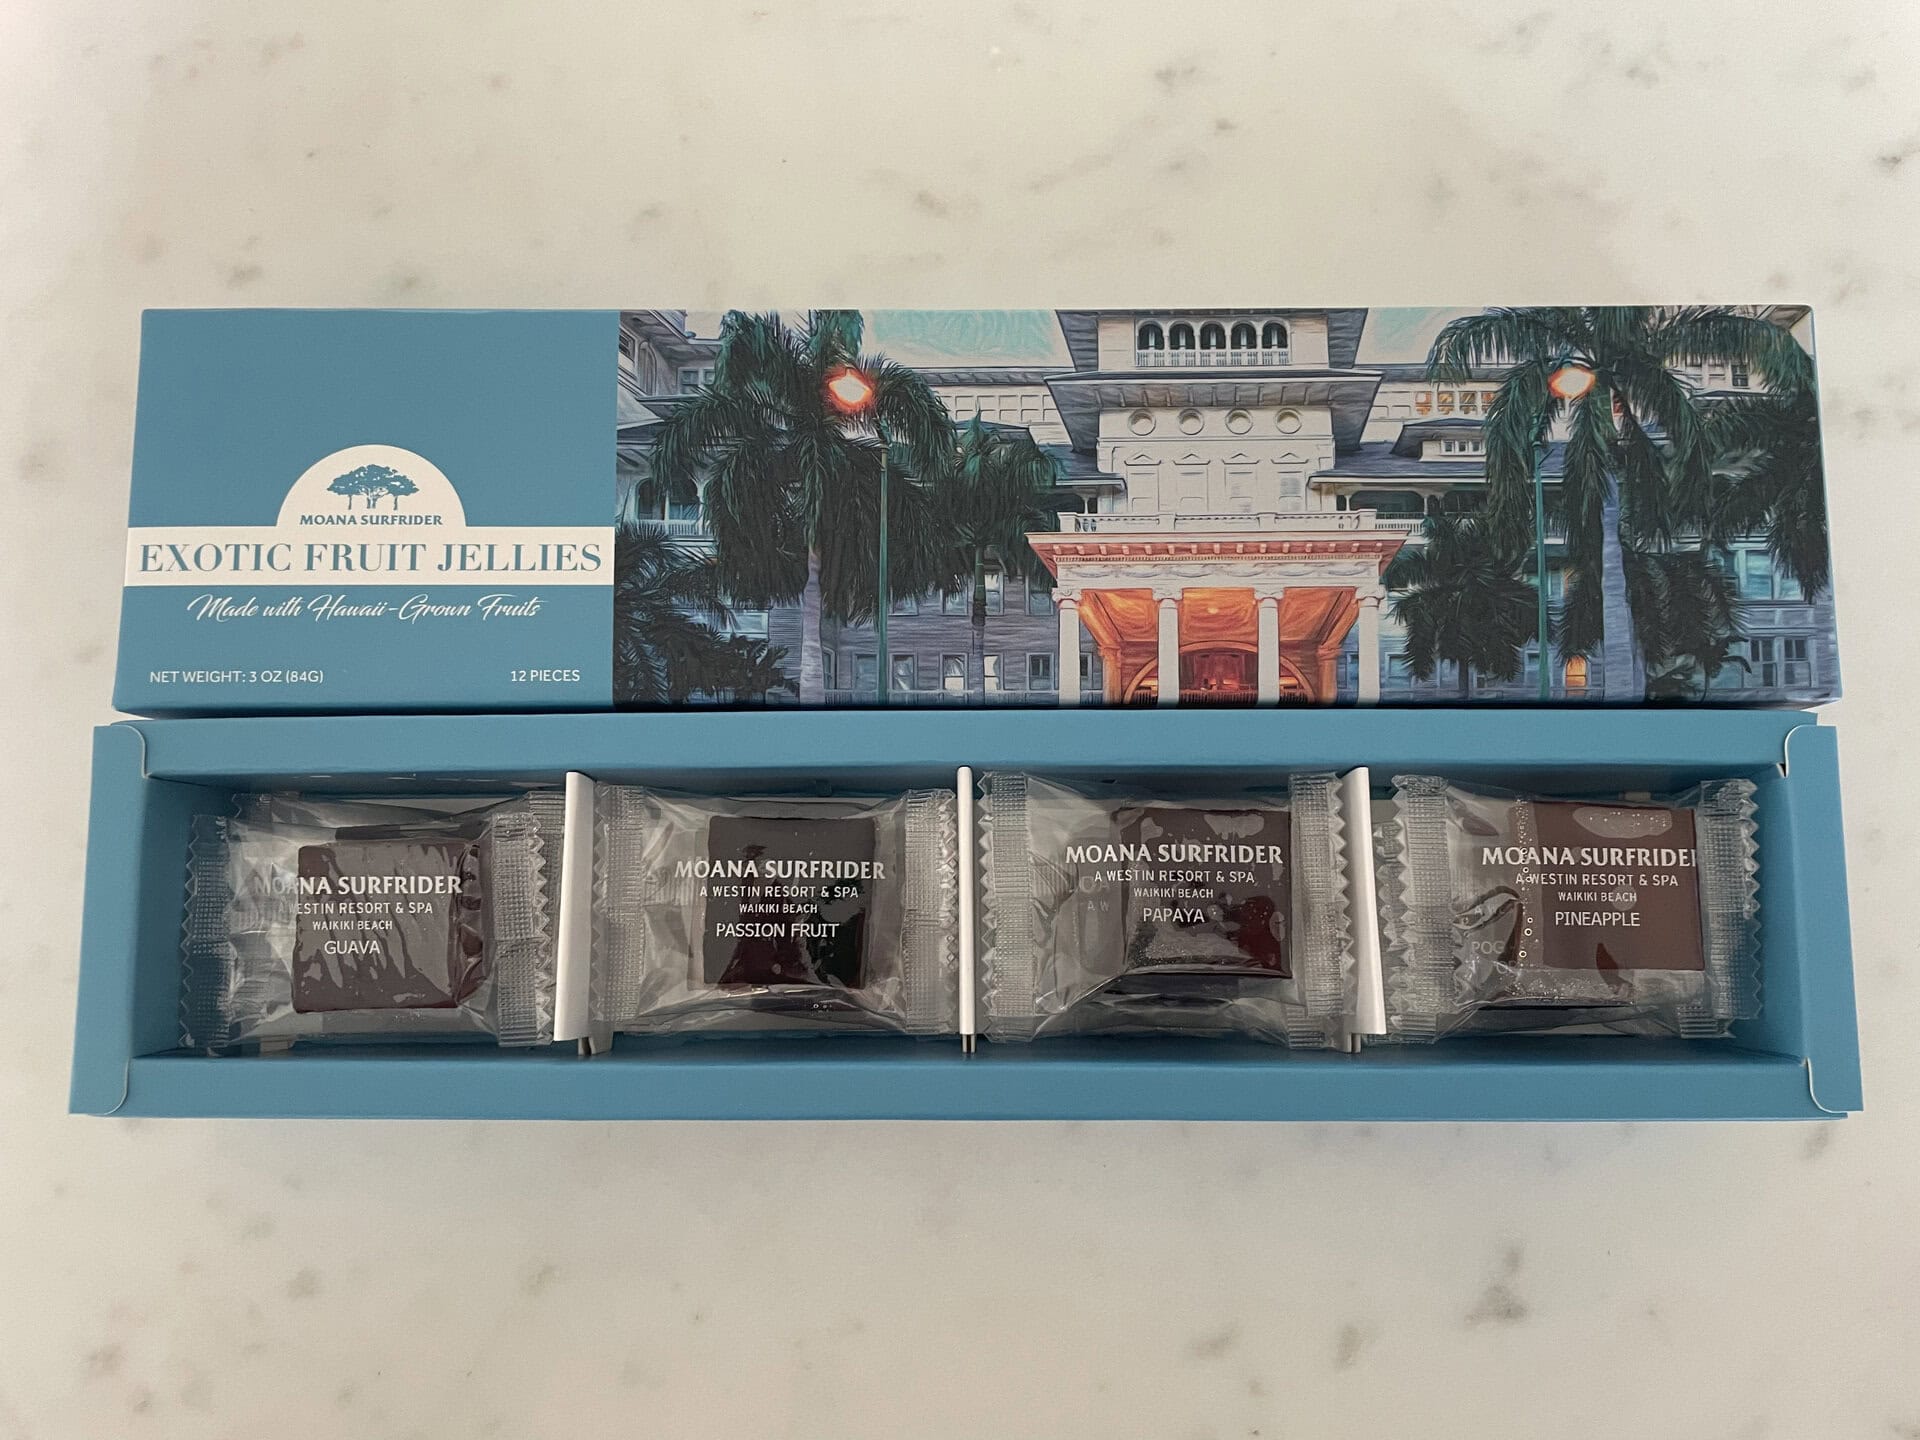 MOANA SURFRIDER
EXOTIC FRUIT JELLIES
Made with Hawaii-Grown Fruits
NET WEIGHT: 3 OZ (84G)
12 PIECES
MOANA SURFRIDER
WESTIN RESORT & SPA
WAIKIKI BEACH
GUAVA
MOANA SURFRIDER
A WESTIN RESORT & SPA
WAIKIKI BEACH
PASSION FRUIT
MOANA SURFRIDER
A WESTIN RESORT & SPA
WAIKIKI BEACH
PAPAYA
MOANA SURFRIDER
A WESTIN RESORT & SPA
WAIKIKI BEACH
PINEAPPLE
POG